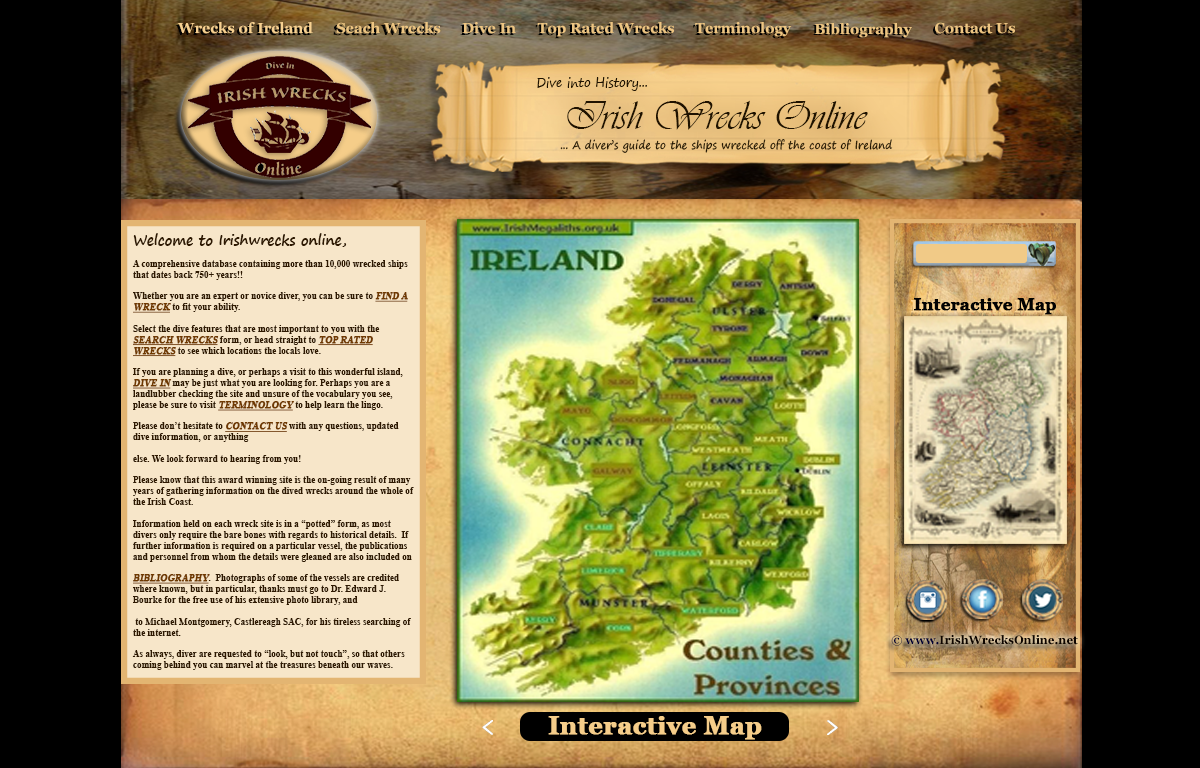 Wrecks of Ireland Seach Wrecks Dive In Top Rated Wrecks Terminology Bibliography Contact Us
Dive In
IRISH WRECKS
Online
Dive into History...
Irish Wrecks Online
... A diver's guide to the ships wrecked off the coast of Ireland
Welcome to Irishwrecks online,
A comprehensive database containing more than 10,000 wrecked ships
that dates back 750+ years!!
Whether you are an expert or novice diver, you can be sure to FIND A
WRECK to fit your ability.
Select the dive features that are most important to you with the
SEARCH WRECKS form, or head straight to TOP RATED
WRECKS to see which locations the locals love.
If you are planning a dive, or perhaps a visit to this wonderful island,
DIVE IN may be just what you are looking for. Perhaps you are a
landlubber checking the site and unsure of the vocabulary you see,
please be sure to visit TERMINOLOGY to help learn the lingo.
Please don't hesitate to CONTACT US with any questions, updated
dive information, or anything
else. We look forward to hearing from you!
Please know that this award winning site is the on-going result of many
years of gathering information on the dived wrecks around the whole of
the Irish Coast.
Information held on each wreck site is in a “potted” form, as most
divers only require the bare bones with regards to historical details. If
further information is required on a particular vessel, the publications
and personnel from whom the details were gleaned are also included on
BIBLIOGRAPHY. Photographs of some of the vessels are credited
where known, but in particular, thanks must go to Dr. Edward J.
Bourke for the free use of his extensive photo library, and
to Michael Montgomery, Castlereagh SAC, for his tireless searching of
the internet.
As always, diver are requested to “look, but not touch”, so that others
coming behind you can marvel at the treasures beneath our waves.
www.IrishMegaliths.org.uk
IRELAND
DERRY
ANTRIM
DONEGAL
ULSTER
BELFAST
TYRONE
FERMANAGH
ARMAGH
DOWN
MONAGHAN
SLIGO
LEITRIM
CAVAN
LOUTH
MAYO
ROSCOMMON
LONGFORD
CONNACHT
MEATH
WESTMEATH
DUBLIN
GALWAY
LEINSTER
DUBLIN
OFFALY
KILDARE
LAOIS
WICKLOW
CLARE
CARLOW
TIPPERARY
KILKENNY
LIMERICK
WEXFORD
MUNSTER
WATERFORD
KERRY
CORK
Counties &
Provinces
< Interactive Map >
Interactive Map
IRELAND
© www.IrishWrecksOnline.net